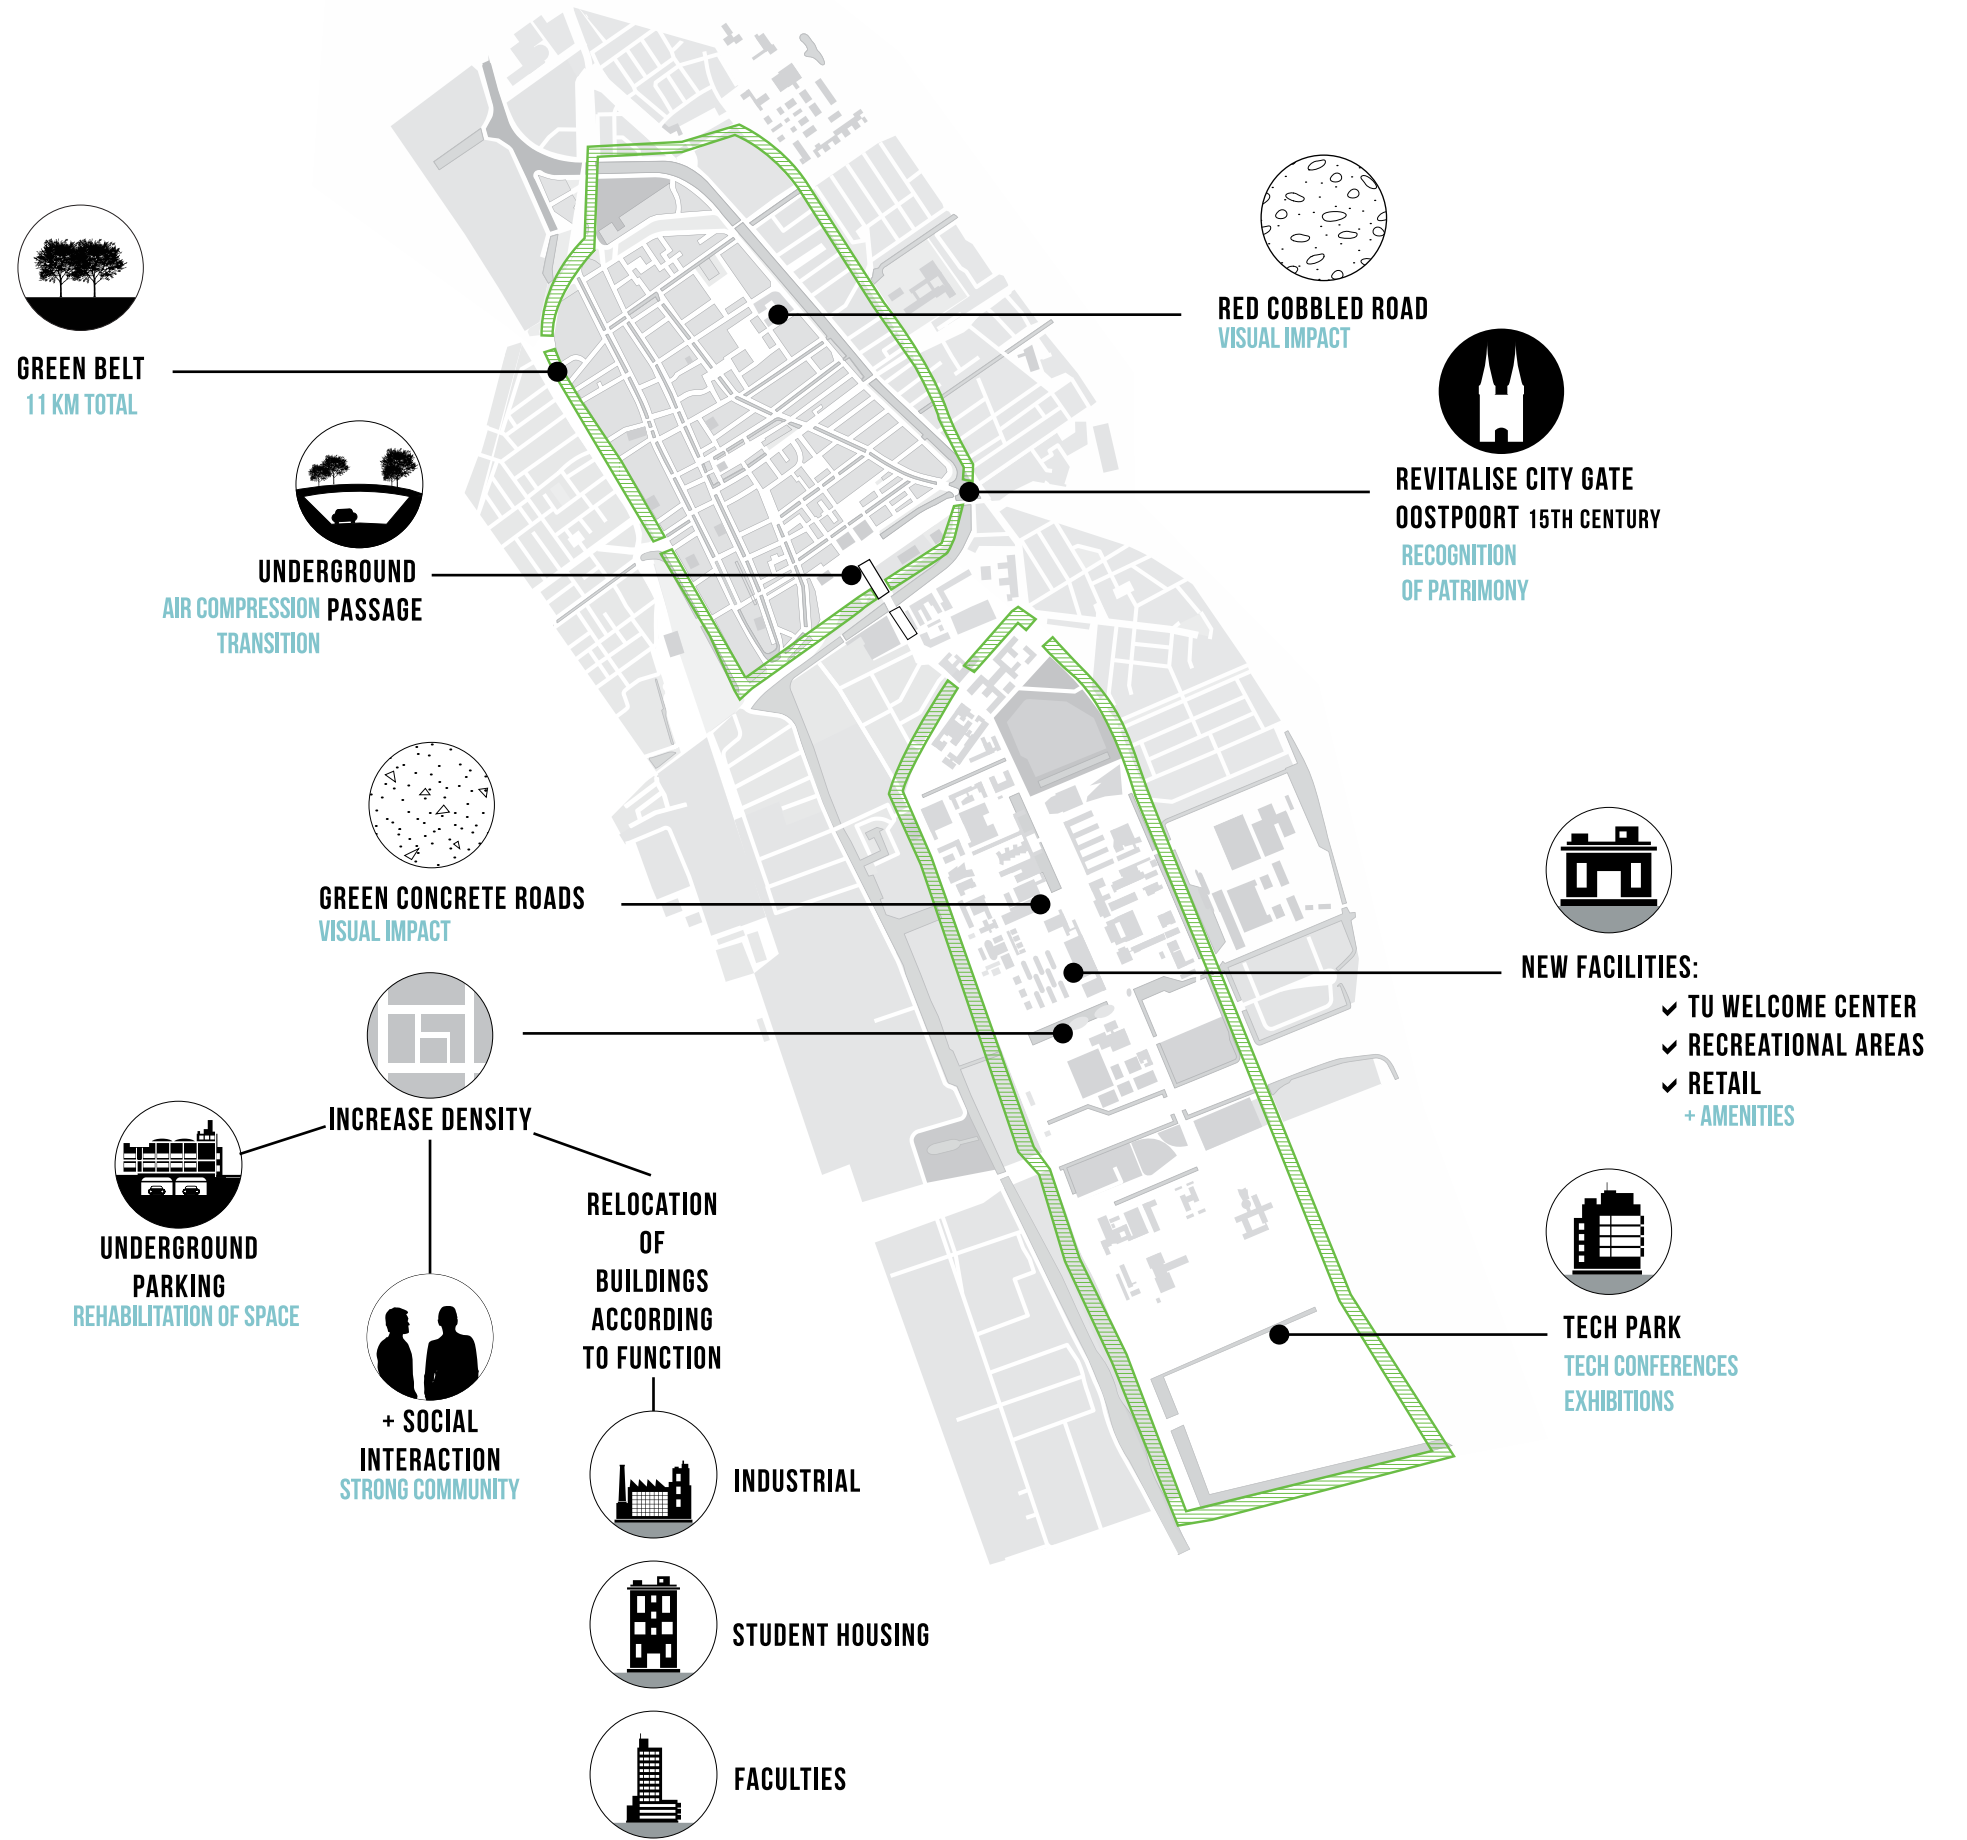 RED COBBLED ROAD
VISUAL IMPACT
GREEN BELT
11 KM TOTAL
REVITALISE CITY GATE
OOSTPOORT 15TH CENTURY
RECOGNITION
OF PATRIMONY
UNDERGROUND
PASSAGE
AIR COMPRESSION
TRANSITION
GREEN CONCRETE ROADS
VISUAL IMPACT
NEW FACILITIES:
TU WELCOME CENTER
RECREATIONAL AREAS
RETAIL
+ AMENITIES
INCREASE DENSITY
UNDERGROUND
PARKING
REHABILITATION OF SPACE
+ SOCIAL
INTERACTION
STRONG COMMUNITY
RELOCATION
OF
BUILDINGS
ACCORDING
TO FUNCTION
TECH PARK
TECH CONFERENCES
EXHIBITIONS
INDUSTRIAL
STUDENT HOUSING
FACULTIES